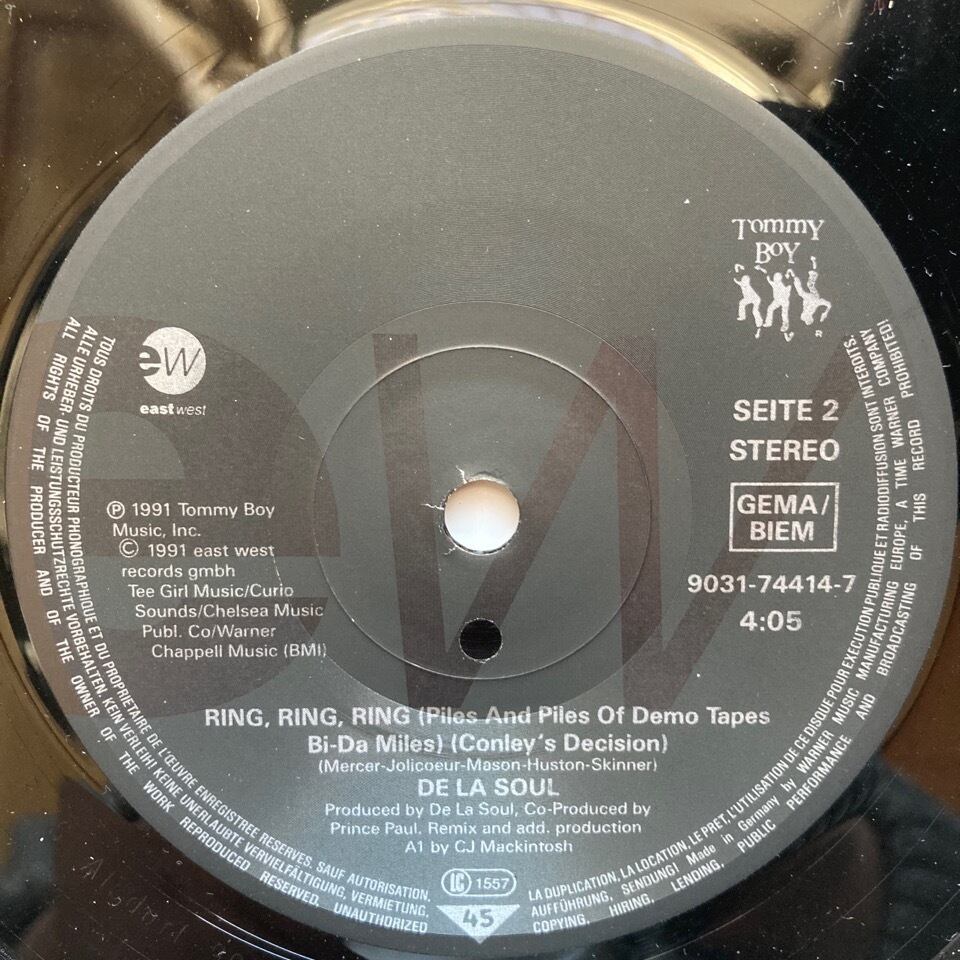 Tommy
Boy
R
ew
eastwest
SEITE 2
STEREO
GEMA/
BIEM
9031-74414-7
4:05
℗ 1991 Tommy Boy
Music, Inc.
© 1991 east west
records gmbh
Tee Girl Music/Curio
Sounds/Chelsea Music
Publ. Co/Warner
Chappell Music (BMI)
ew
RING, RING, RING (Piles And Piles Of Demo Tapes
Bi-Da Miles) (Conley's Decision)
(Mercer-Jolicoeur-Mason-Huston-Skinner)
DE LA SOUL
Produced by De La Soul, Co-Produced by
Prince Paul. Remix and add. production
A1 by CJ Mackintosh
LC 1557
45
TOUS DROITS DU PRODUCTEUR PHONOGRAPHIQUE ET DU PROPRIETAIRE DE L'ŒUVRE ENREGISTREE RESERVES. SAUF AUTORISATION,
LA DUPLICATION, LA LOCATION, LE PRET, L'UTILISATION DE CE DISQUE POUR EXECUTION PUBLIQUE ET RADIODIFFUSION SONT INTERDITS.
ALLE URHEBER- UND LEISTUNGSSCHUTZRECHTE VORBEHALTEN. KEIN VERLEIH! KEINE UNERLAUBTE VERVIELFÄLTIGUNG, VERMIETUNG,
AUFFÜHRUNG, SENDUNG! Made in Germany by WARNER MUSIC MANUFACTURING EUROPE, A TIME WARNER COMPANY
ALL RIGHTS OF THE PRODUCER AND OF THE OWNER OF THE WORK REPRODUCED RESERVED. UNAUTHORIZED
COPYING, HIRING, LENDING, PUBLIC PERFORMANCE AND BROADCASTING OF THIS RECORD PROHIBITED!